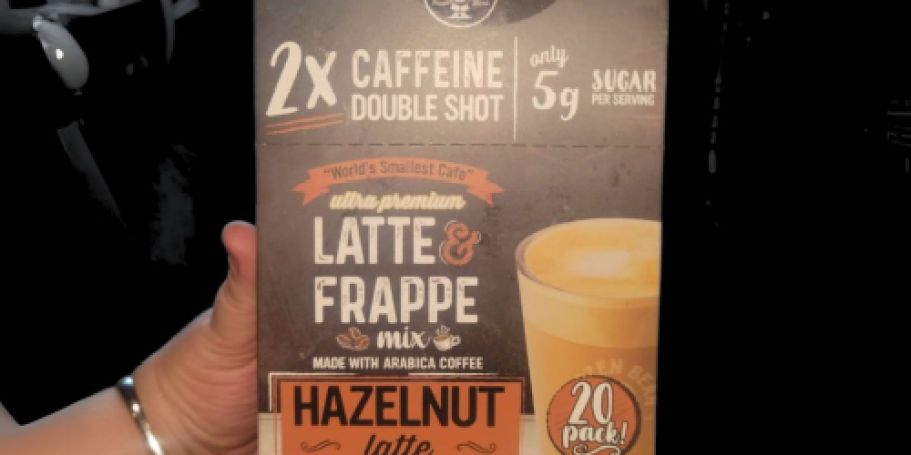 2X CAFFEINE DOUBLE SHOT
only 5g SUGAR PER SERVING
"World's Smallest Cafe"
ultra premium
LATTE &
FRAPPE
mix
MADE WITH ARABICA COFFEE
HAZELNUT
latte
20
pack!